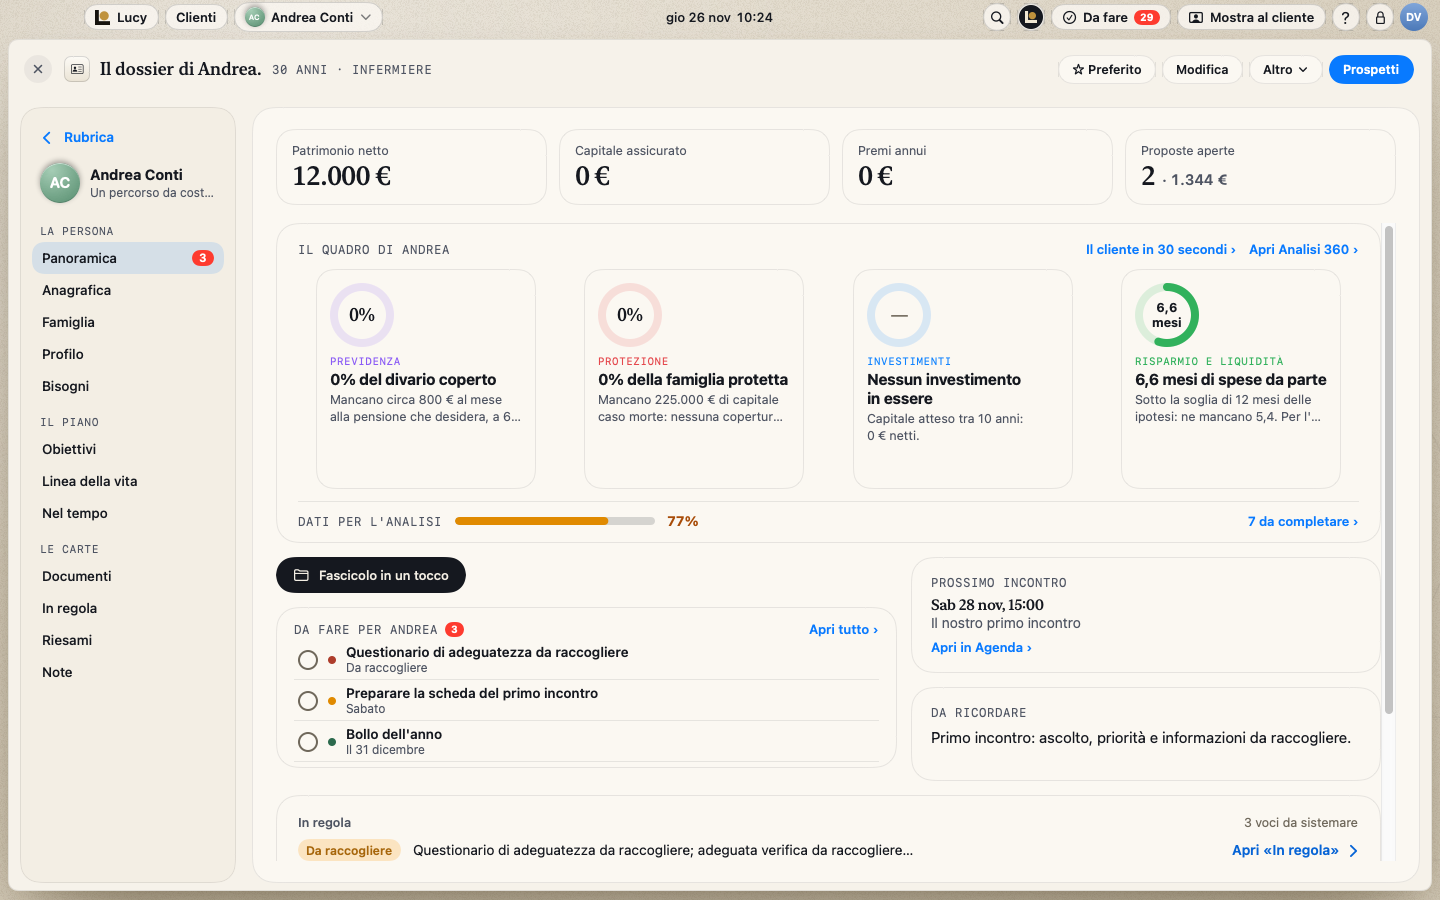 Lucy
Clienti
AC Andrea Conti
gio 26 nov 10:24
Da fare 29
Mostra al cliente
?
DV
Il dossier di Andrea. 30 ANNI · INFERMIERE
Preferito
Modifica
Altro
Prospetti
Rubrica
AC
Andrea Conti
Un percorso da cost…
LA PERSONA
Panoramica 3
Anagrafica
Famiglia
Profilo
Bisogni
IL PIANO
Obiettivi
Linea della vita
Nel tempo
LE CARTE
Documenti
In regola
Riesami
Note
Patrimonio netto
12.000 €
Capitale assicurato
0 €
Premi annui
0 €
Proposte aperte
2 · 1.344 €
IL QUADRO DI ANDREA
Il cliente in 30 secondi ›
Apri Analisi 360 ›
0%
PREVIDENZA
0% del divario coperto
Mancano circa 800 € al mese
alla pensione che desidera, a 6…
0%
PROTEZIONE
0% della famiglia protetta
Mancano 225.000 € di capitale
caso morte: nessuna copertur…
—
INVESTIMENTI
Nessun investimento
in essere
Capitale atteso tra 10 anni:
0 € netti.
6,6
mesi
RISPARMIO E LIQUIDITÀ
6,6 mesi di spese da parte
Sotto la soglia di 12 mesi delle
ipotesi: ne mancano 5,4. Per l'…
DATI PER L'ANALISI 77%
7 da completare ›
Fascicolo in un tocco
DA FARE PER ANDREA 3
Apri tutto ›
Questionario di adeguatezza da raccogliere
Da raccogliere
Preparare la scheda del primo incontro
Sabato
Bollo dell'anno
Il 31 dicembre
PROSSIMO INCONTRO
Sab 28 nov, 15:00
Il nostro primo incontro
Apri in Agenda ›
DA RICORDARE
Primo incontro: ascolto, priorità e informazioni da raccogliere.
In regola
3 voci da sistemare
Da raccogliere
Questionario di adeguatezza da raccogliere; adeguata verifica da raccogliere…
Apri «In regola»